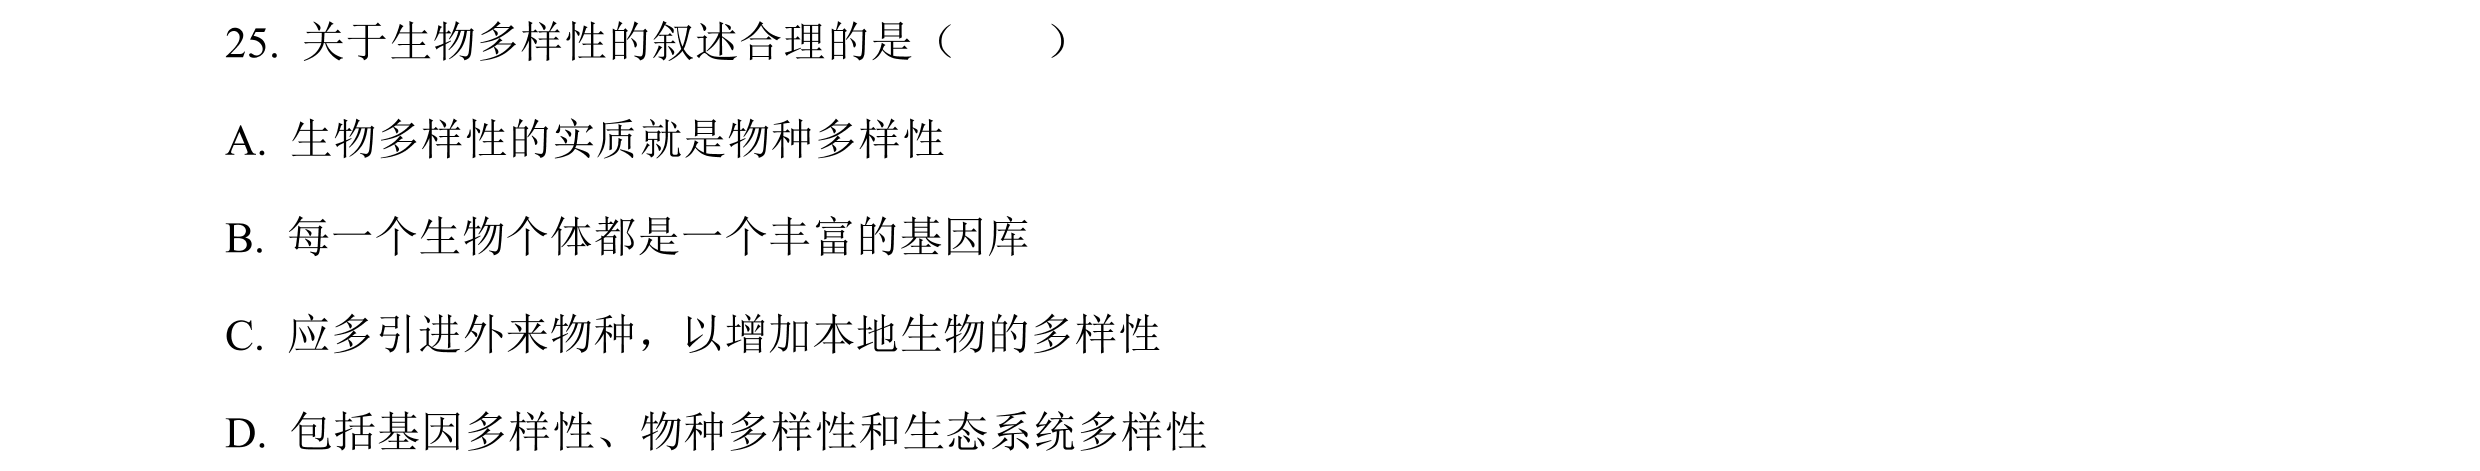 25. 关于生物多样性的叙述合理的是（　　）
A. 生物多样性的实质就是物种多样性
B. 每一个生物个体都是一个丰富的基因库
C. 应多引进外来物种，以增加本地生物的多样性
D. 包括基因多样性、物种多样性和生态系统多样性